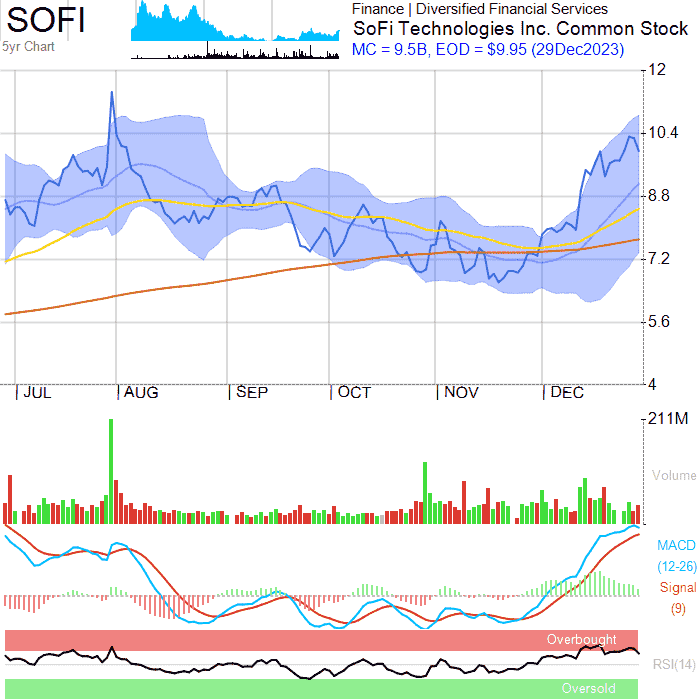 SOFI
5yr Chart
Finance | Diversified Financial Services
SoFi Technologies Inc. Common Stock
MC = 9.5B, EOD = $9.95 (29Dec2023)
12
10.4
8.8
7.2
5.6
4
JUL AUG SEP OCT NOV DEC
211M
Volume
MACD
(12-26)
Signal
(9)
Overbought
RSI(14)
Oversold